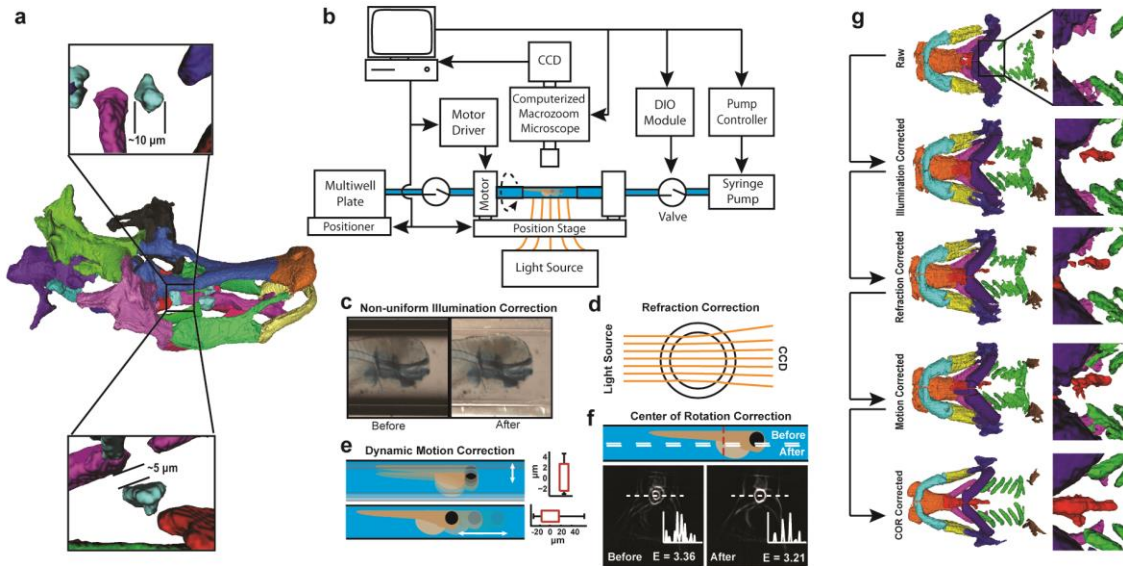 a
~10 μm
~5 μm
b
CCD
Computerized
Macrozoom
Microscope
Motor
Driver
DIO
Module
Pump
Controller
Multiwell
Plate
Positioner
Motor
Valve
Syringe
Pump
Position Stage
Light Source
c
Non-uniform Illumination Correction
Before
After
d
Refraction Correction
Light Source
CCD
e
Dynamic Motion Correction
μm
4
2
0
-2
-20 0 20 40
μm
f
Center of Rotation Correction
Before
After
Before E = 3.36
After E = 3.21
g
Raw
Illumination Corrected
Refraction Corrected
Motion Corrected
COR Corrected